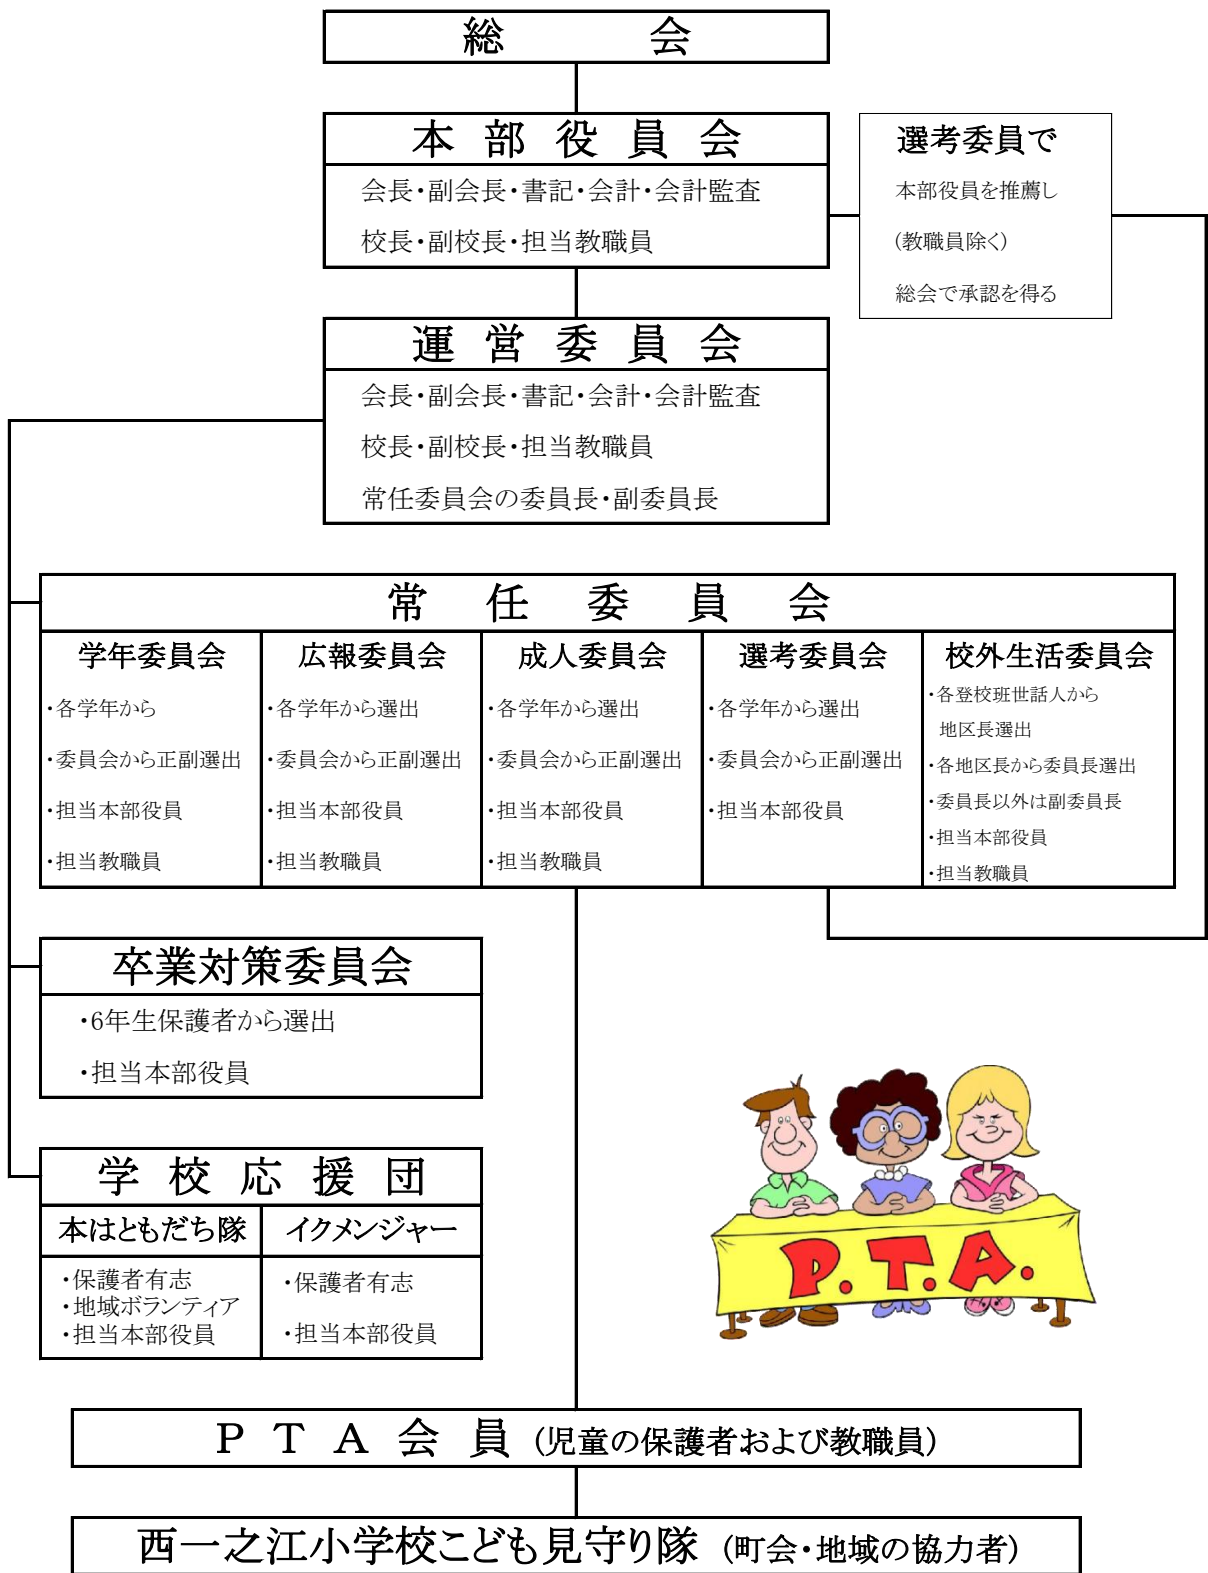 総会
本部役員会
会長・副会長・書記・会計・会計監査
校長・副校長・担当教職員
選考委員で
本部役員を推薦し
(教職員除く)
総会で承認を得る
運営委員会
会長・副会長・書記・会計・会計監査
校長・副校長・担当教職員
常任委員会の委員長・副委員長
常任委員会
学年委員会
・各学年から
・委員会から正副選出
・担当本部役員
・担当教職員
広報委員会
・各学年から選出
・委員会から正副選出
・担当本部役員
・担当教職員
成人委員会
・各学年から選出
・委員会から正副選出
・担当本部役員
・担当教職員
選考委員会
・各学年から選出
・委員会から正副選出
・担当本部役員
校外生活委員会
・各登校班世話人から
地区長選出
・各地区長から委員長選出
・委員長以外は副委員長
・担当本部役員
・担当教職員
卒業対策委員会
・6年生保護者から選出
・担当本部役員
学校応援団
本はともだち隊
・保護者有志
・地域ボランティア
・担当本部役員
イクメンジャー
・保護者有志
・担当本部役員
P.T.A.
PTA会員(児童の保護者および教職員)
西一之江小学校こども見守り隊(町会・地域の協力者)